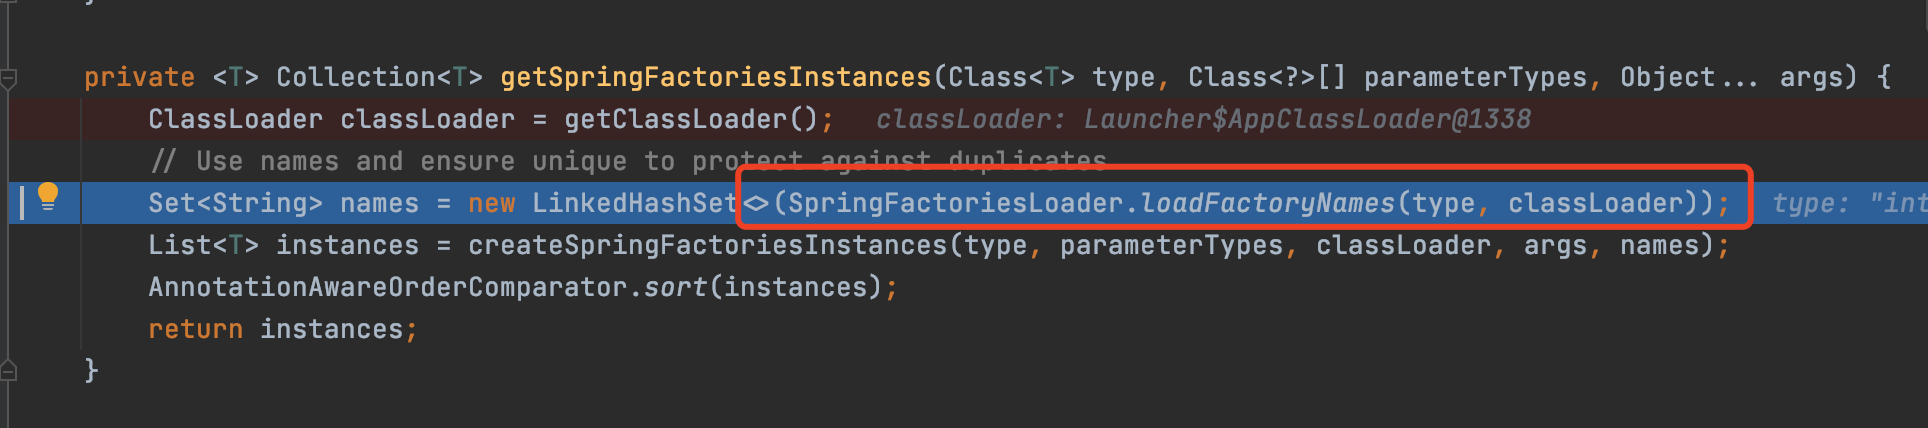 }
private <T> Collection<T> getSpringFactoriesInstances(Class<T> type, Class<?>[] parameterTypes, Object... args) {
ClassLoader classLoader = getClassLoader(); classLoader: Launcher$AppClassLoader@1338
// Use names and ensure unique to protect against duplicates
Set<String> names = new LinkedHashSet<>(SpringFactoriesLoader.loadFactoryNames(type, classLoader)); type: "int
List<T> instances = createSpringFactoriesInstances(type, parameterTypes, classLoader, args, names);
AnnotationAwareOrderComparator.sort(instances);
return instances;
}